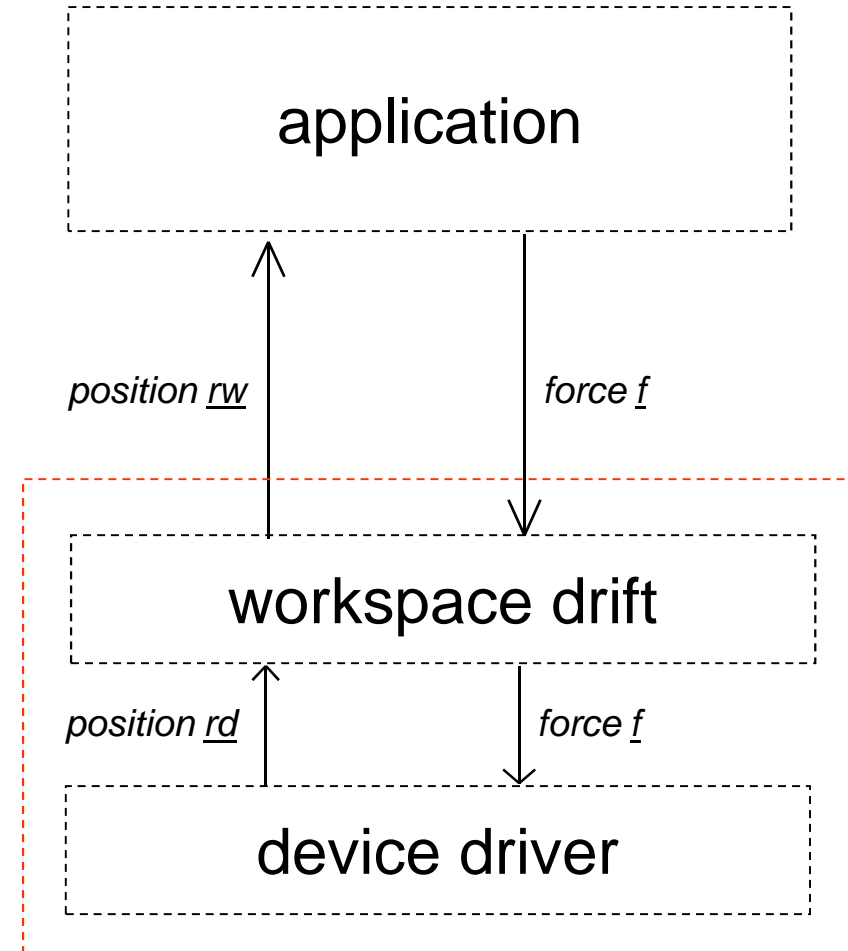 application
position rw
force f
workspace drift
position rd
force f
device driver